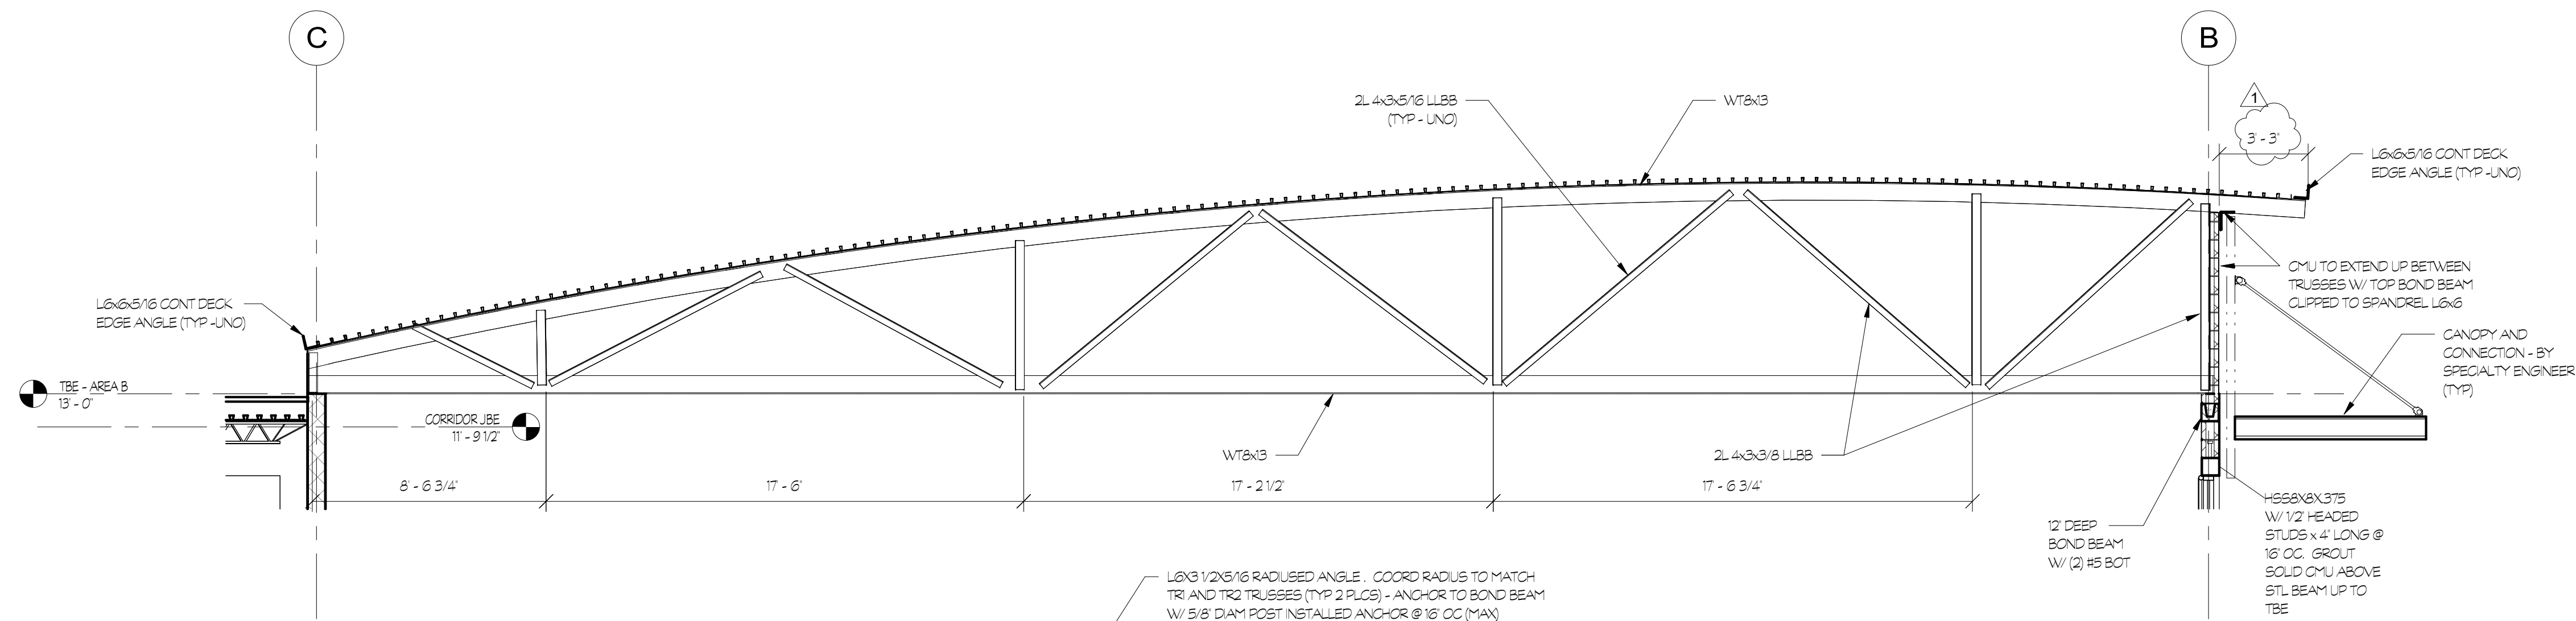 C
B
1
3' - 3"
2L 4x3x5/16 LLBB
(TYP - UNO)
WT8x13
L6x6x5/16 CONT DECK
EDGE ANGLE (TYP -UNO)
CMU TO EXTEND UP BETWEEN
TRUSSES W/ TOP BOND BEAM
CLIPPED TO SPANDREL L6x6
L6x6x5/16 CONT DECK
EDGE ANGLE (TYP -UNO)
CANOPY AND
CONNECTION - BY
SPECIALTY ENGINEER
(TYP)
TBE - AREA B
13' - 0"
CORRIDOR JBE
11' - 9 1/2"
WT8x13
2L 4x3x3/8 LLBB
8' - 6 3/4"
17' - 6"
17' - 2 1/2"
17' - 6 3/4"
12" DEEP
BOND BEAM
W/ (2) #5 BOT
HSS8X8X.375
W/ 1/2" HEADED
STUDS x 4" LONG @
16" OC. GROUT
SOLID CMU ABOVE
STL BEAM UP TO
TBE
L6X3 1/2X5/16 RADIUSED ANGLE . COORD RADIUS TO MATCH
TR1 AND TR2 TRUSSES (TYP 2 PLCS) - ANCHOR TO BOND BEAM
W/ 5/8" DIAM POST INSTALLED ANCHOR @ 16" OC (MAX)